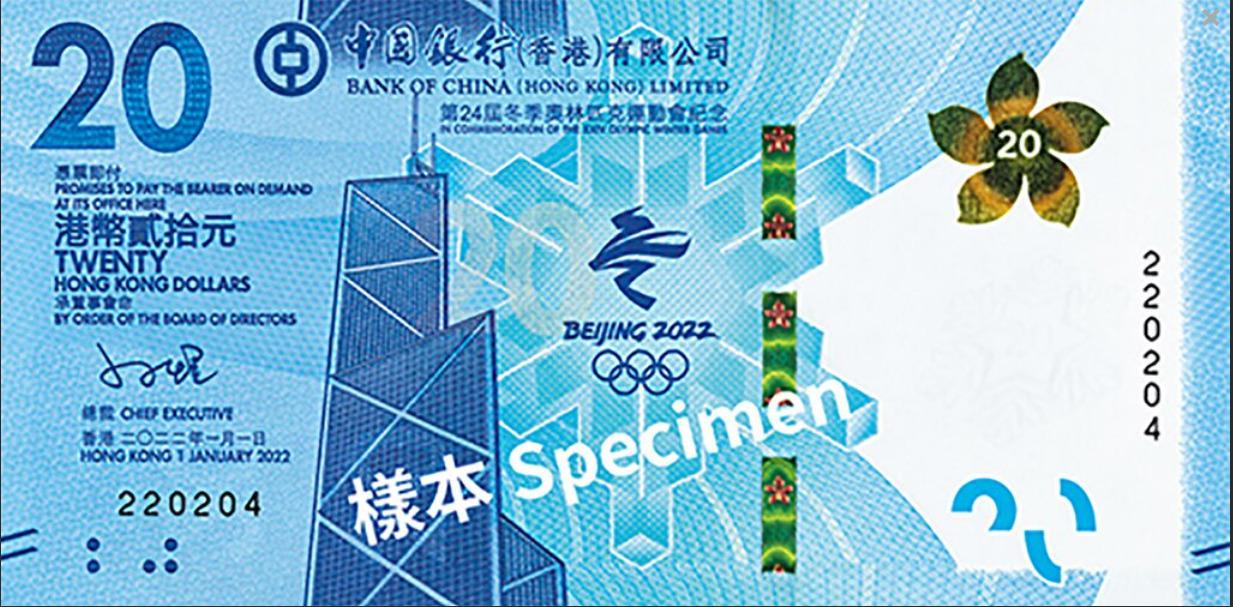 20
中国銀行(香港)有限公司
BANK OF CHINA (HONG KONG) LIMITED
第24屆冬季奧林匹克運動會紀念
IN COMMEMORATION OF THE XXIV OLYMPIC WINTER GAMES
憑票即付
PROMISES TO PAY THE BEARER ON DEMAND
AT ITS OFFICE HERE
港幣貳拾元
TWENTY
HONG KONG DOLLARS
承董事會命
BY ORDER OF THE BOARD OF DIRECTORS
總裁 CHIEF EXECUTIVE
香港 二〇二二年一月一日
HONG KONG 1 JANUARY 2022
220204
20
BEIJING 2022
樣本 Specimen
20
220204
20